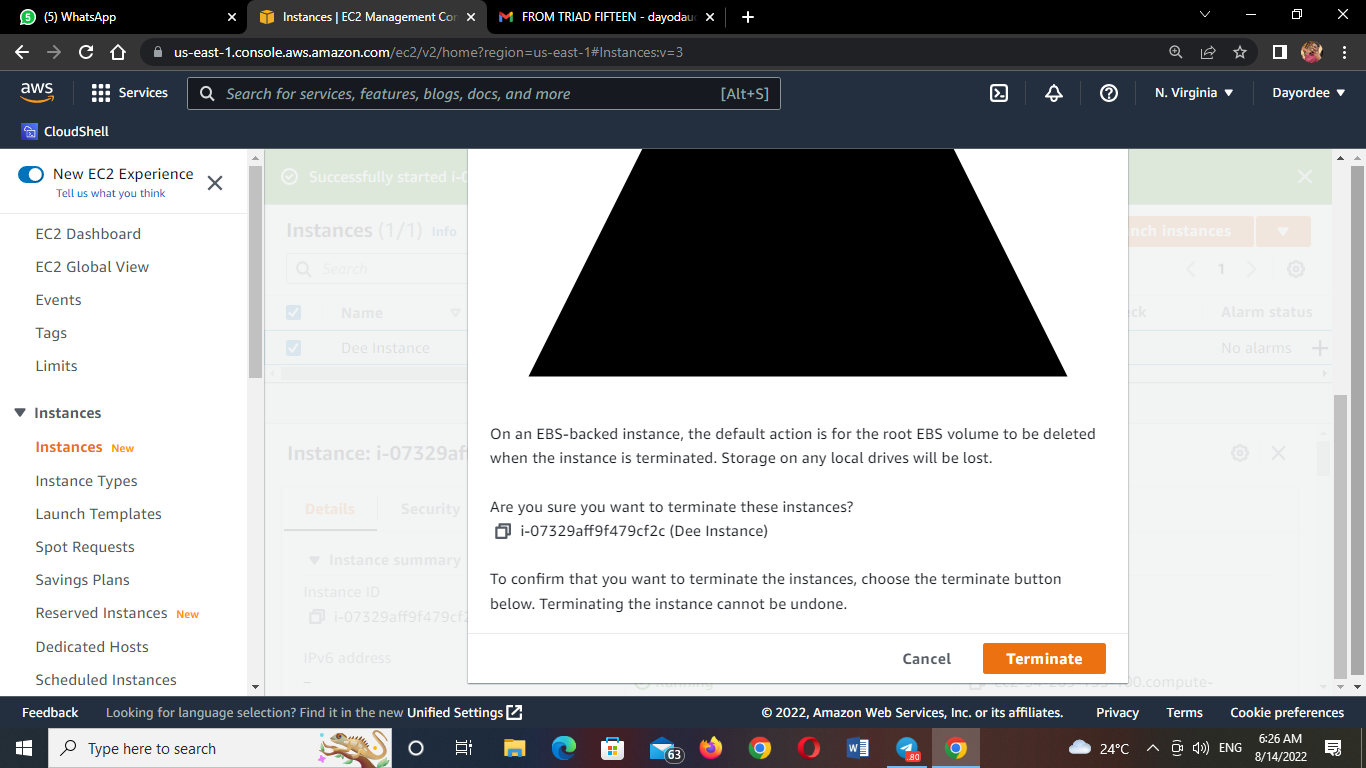 (5) WhatsApp
Instances | EC2 Management Con
FROM TRIAD FIFTEEN - dayodau
us-east-1.console.aws.amazon.com/ec2/v2/home?region=us-east-1#Instances:v=3
aws
Services
Search for services, features, blogs, docs, and more
[Alt+S]
N. Virginia
Dayordee
CloudShell
New EC2 Experience
Tell us what you think
EC2 Dashboard
EC2 Global View
Events
Tags
Limits
Instances
Instances New
Instance Types
Launch Templates
Spot Requests
Savings Plans
Reserved Instances New
Dedicated Hosts
Scheduled Instances
Successfully started i-0
Instances (1/1) Info
nch instances
Search
1
Name
ck
Alarm status
Dee Instance
No alarms
Instance: i-07329aff
Details
Security
Instance summary
Instance ID
i-07329aff9f479cf2
IPv6 address
–
Running
On an EBS-backed instance, the default action is for the root EBS volume to be deleted
when the instance is terminated. Storage on any local drives will be lost.
Are you sure you want to terminate these instances?
i-07329aff9f479cf2c (Dee Instance)
To confirm that you want to terminate the instances, choose the terminate button
below. Terminating the instance cannot be undone.
Cancel
Terminate
Feedback
Looking for language selection? Find it in the new Unified Settings
© 2022, Amazon Web Services, Inc. or its affiliates.
Privacy
Terms
Cookie preferences
Type here to search
63
80
24°C
ENG
6:26 AM
8/14/2022